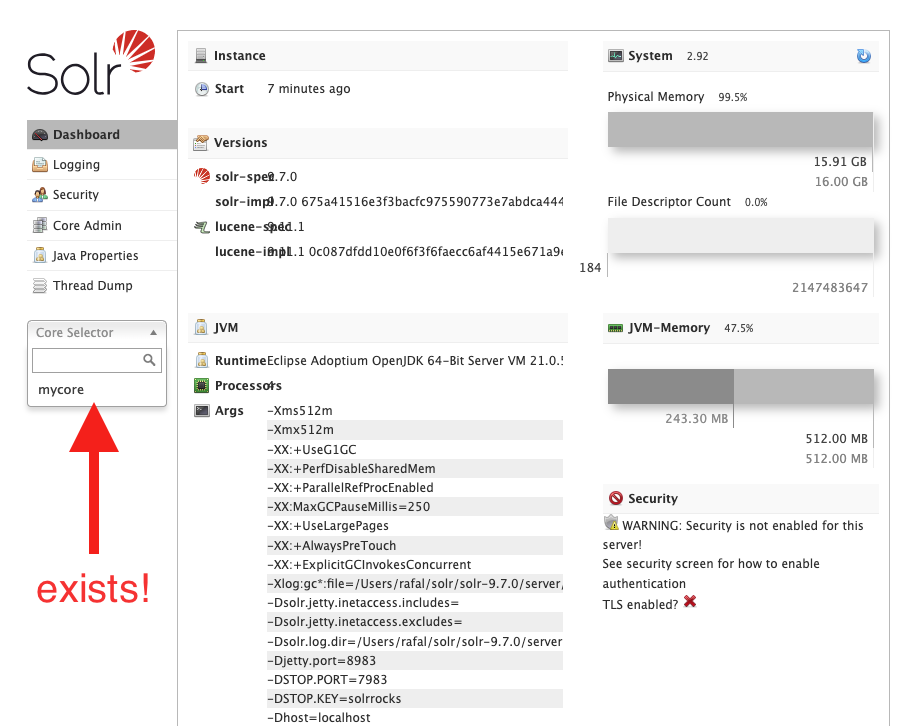 Solr
Dashboard
Logging
Security
Core Admin
Java Properties
Thread Dump
Core Selector
mycore
exists!
Instance
Start 7 minutes ago
Versions
solr-spec 9.7.0
solr-impl 9.7.0 675a41516e3f3bacfc975590773e7abdca444
lucene-spec 9.11.1
lucene-impl 9.11.1 0c087dfdd10e0f6f3f6faecc6af4415e671a9e
JVM
Runtime Eclipse Adoptium OpenJDK 64-Bit Server VM 21.0.5
Processors 4
Args -Xms512m
-Xmx512m
-XX:+UseG1GC
-XX:+PerfDisableSharedMem
-XX:+ParallelRefProcEnabled
-XX:MaxGCPauseMillis=250
-XX:+UseLargePages
-XX:+AlwaysPreTouch
-XX:+ExplicitGCInvokesConcurrent
-Xlog:gc*:file=/Users/rafal/solr/solr-9.7.0/server/
-Dsolr.jetty.inetaccess.includes=
-Dsolr.jetty.inetaccess.excludes=
-Dsolr.log.dir=/Users/rafal/solr/solr-9.7.0/server
-Djetty.port=8983
-DSTOP.PORT=7983
-DSTOP.KEY=solrrocks
-Dhost=localhost
System 2.92
Physical Memory 99.5%
15.91 GB
16.00 GB
File Descriptor Count 0.0%
184
2147483647
JVM-Memory 47.5%
243.30 MB
512.00 MB
512.00 MB
Security
WARNING: Security is not enabled for this
server!
See security screen for how to enable
authentication
TLS enabled?